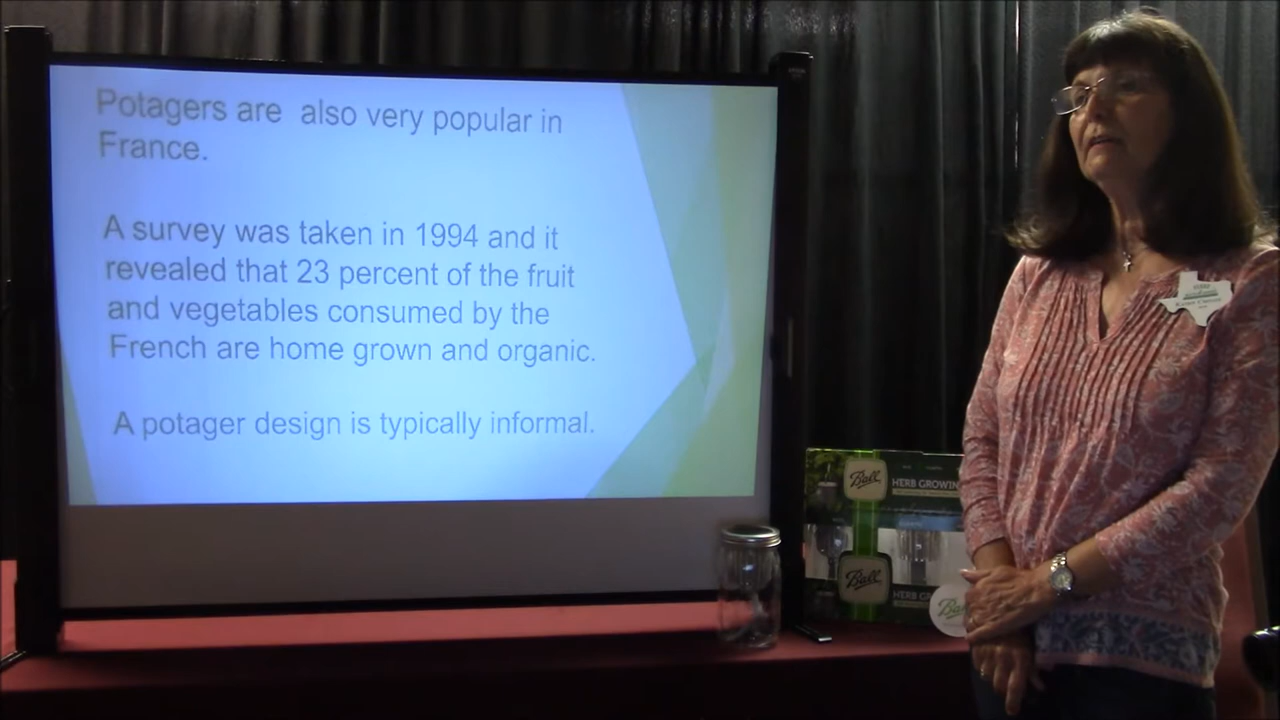 Potagers are also very popular in
France.
A survey was taken in 1994 and it
revealed that 23 percent of the fruit
and vegetables consumed by the
French are home grown and organic.
A potager design is typically informal.
Ball
HERB GROWIN
Ball
HERB GR
Ba